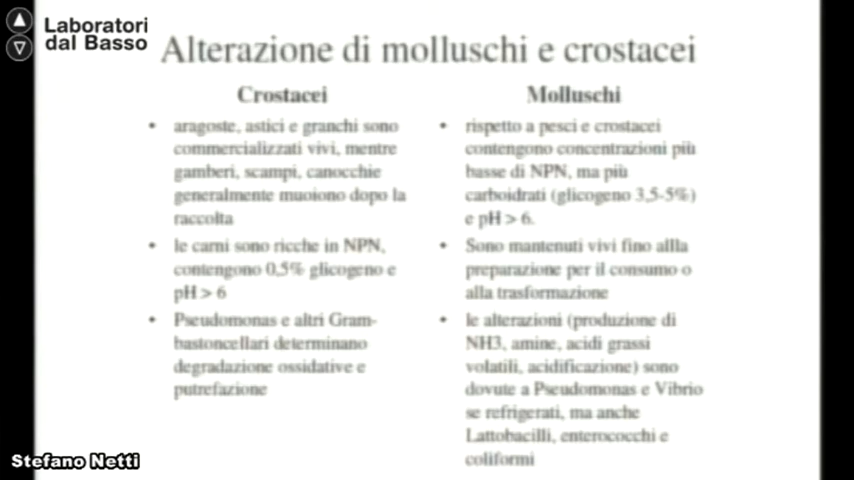 Laboratori
dal Basso
Alterazione di molluschi e crostacei
Crostacei
• aragoste, astici e granchi sono
commercializzati vivi, mentre
gamberi, scampi, canocchie
generalmente muoiono dopo la
raccolta
• le carni sono ricche in NPN,
contengono 0,5% glicogeno e
pH > 6
• Pseudomonas e altri Gram-
bastoncellari determinano
degradazione ossidativa e
putrefazione
Molluschi
• rispetto a pesci e crostacei
contengono concentrazioni più
basse di NPN, ma più
carboidrati (glicogeno 3,5-5%)
e pH > 6.
• Sono mantenuti vivi fino allla
preparazione per il consumo o
alla trasformazione
• le alterazioni (produzione di
NH3, amine, acidi grassi
volatili, acidificazione) sono
dovute a Pseudomonas e Vibrio
se refrigerati, ma anche
Lattobacilli, enterococchi e
coliformi
Stefano Netti